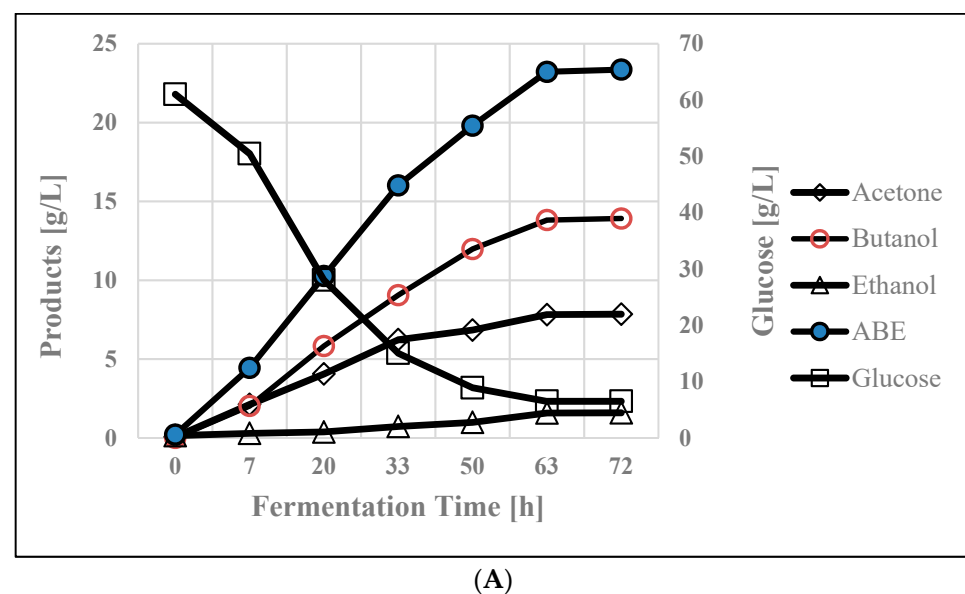 25 70
60
20
50
15 40
30
10
20
5
10
0 0
0 7 20 33 50 63 72
Products [g/L]
Glucose [g/L]
Fermentation Time [h]
Acetone
Butanol
Ethanol
ABE
Glucose
(A)